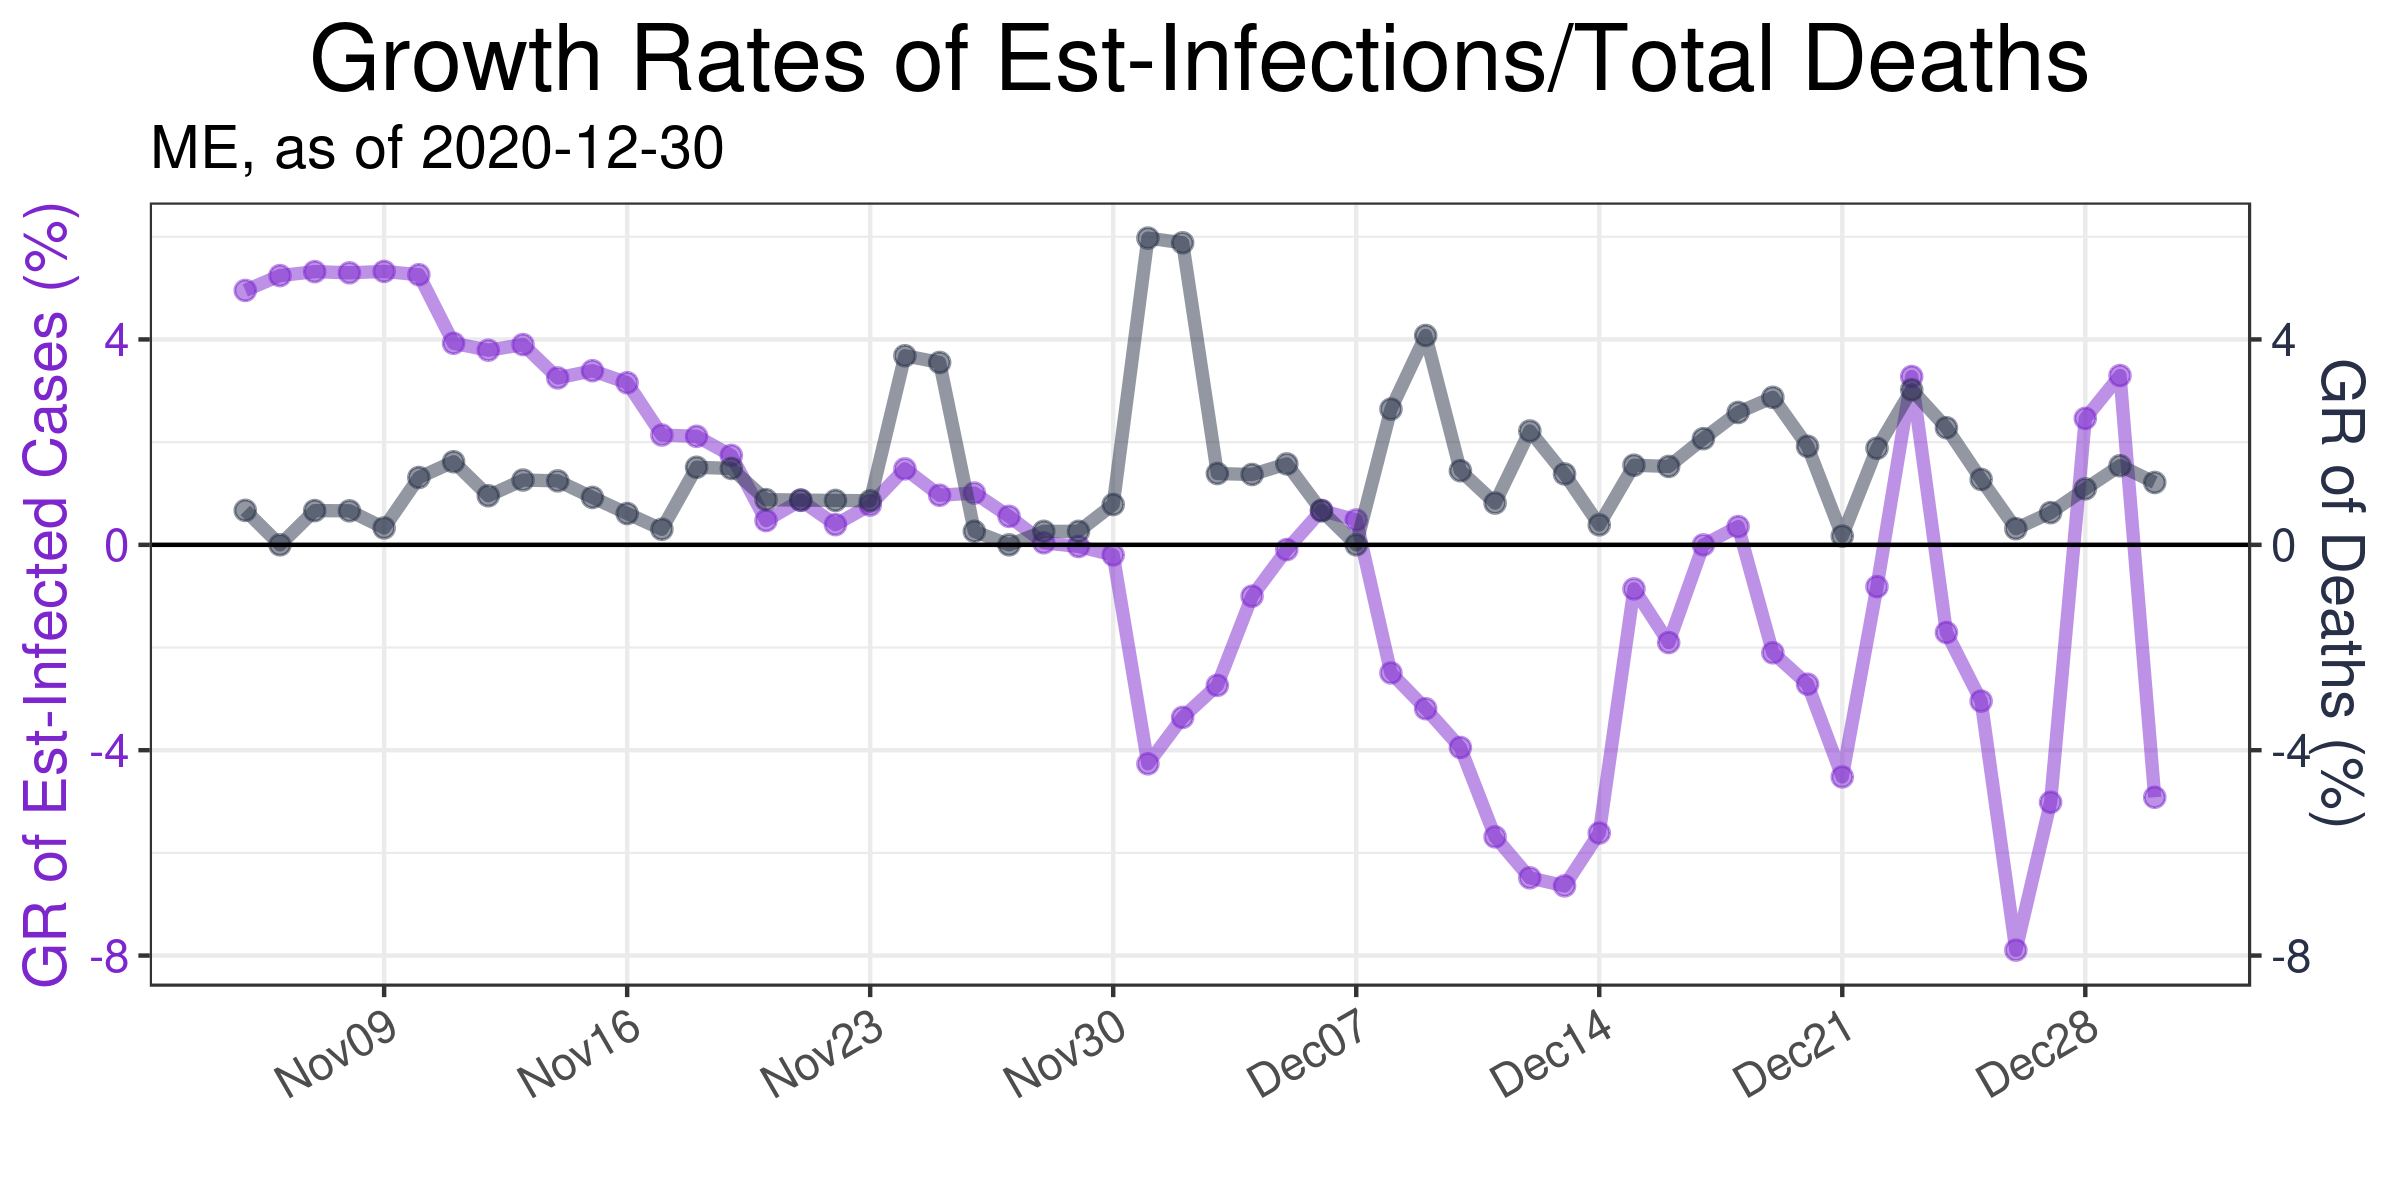 Growth Rates of Est-Infections/Total Deaths
ME, as of 2020-12-30
GR of Est-Infected Cases (%)
4
0
-4
-8
4
0
-4
-8
GR of Deaths (%)
Nov09
Nov16
Nov23
Nov30
Dec07
Dec14
Dec21
Dec28